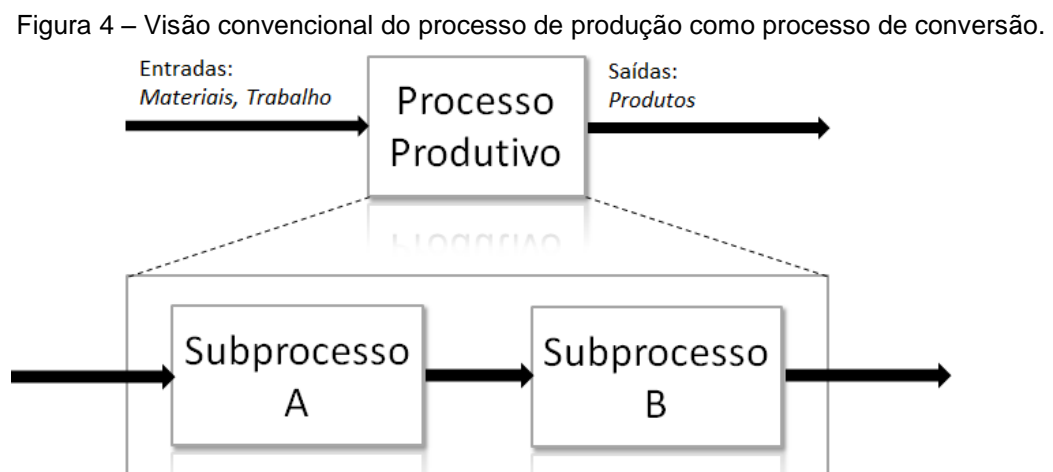 Figura 4 – Visão convencional do processo de produção como processo de conversão.
Entradas:
Materiais, Trabalho
Processo
Produtivo
Saídas:
Produtos
Subprocesso
A
Subprocesso
B